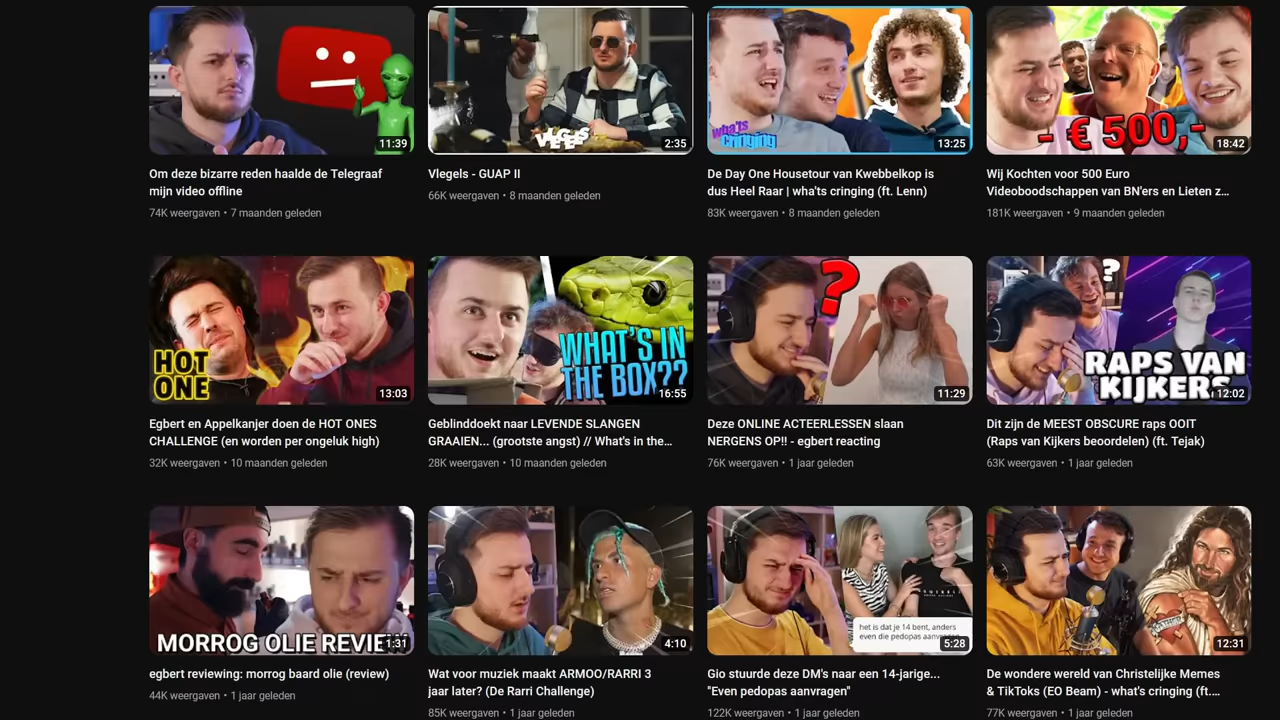 11:39
Om deze bizarre reden haalde de Telegraaf
mijn video offline
74K weergaven • 7 maanden geleden
VLEGELS
2:35
Vlegels - GUAP II
66K weergaven • 8 maanden geleden
wha'ts
cringing
13:25
De Day One Housetour van Kwebbelkop is
dus Heel Raar | wha'ts cringing (ft. Lenn)
83K weergaven • 8 maanden geleden
- € 500,-
18:42
Wij Kochten voor 500 Euro
Videoboodschappen van BN'ers en Lieten z...
181K weergaven • 9 maanden geleden
HOT
ONE
13:03
Egbert en Appelkanjer doen de HOT ONES
CHALLENGE (en worden per ongeluk high)
32K weergaven • 10 maanden geleden
WHAT'S IN
THE BOX??
16:55
Geblinddoekt naar LEVENDE SLANGEN
GRAAIEN... (grootste angst) // What's in the...
28K weergaven • 10 maanden geleden
?
11:29
Deze ONLINE ACTEERLESSEN slaan
NERGENS OP!! - egbert reacting
76K weergaven • 1 jaar geleden
?
RAPS VAN
KIJKERS
12:02
Dit zijn de MEEST OBSCURE raps OOIT
(Raps van Kijkers beoordelen) (ft. Tejak)
63K weergaven • 1 jaar geleden
MORROG OLIE REVIE
1:31
egbert reviewing: morrog baard olie (review)
44K weergaven • 1 jaar geleden
4:10
Wat voor muziek maakt ARMOO/RARRI 3
jaar later? (De Rarri Challenge)
85K weergaven • 1 jaar geleden
het is dat je 14 bent, anders
even die pedopas aanvragen
5:28
Gio stuurde deze DM's naar een 14-jarige...
"Even pedopas aanvragen"
122K weergaven • 1 jaar geleden
12:31
De wondere wereld van Christelijke Memes
& TikToks (EO Beam) - what's cringing (ft....
77K weergaven • 1 jaar geleden